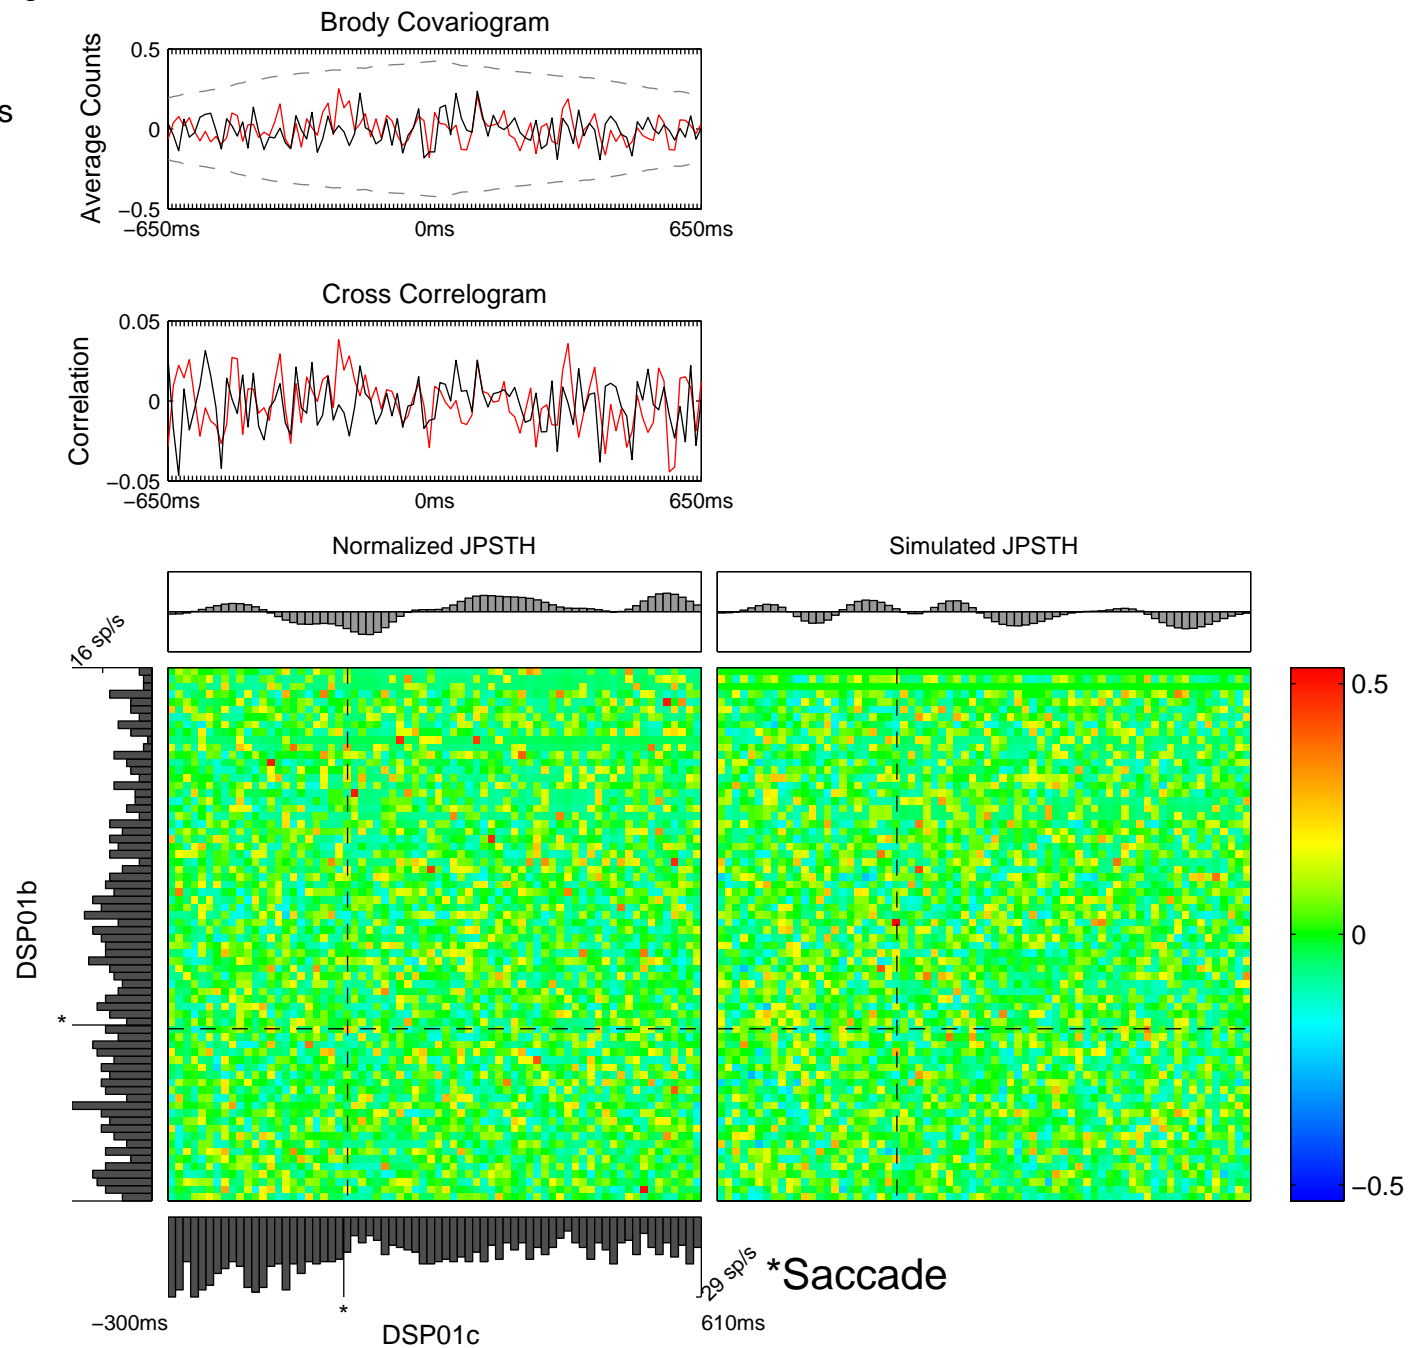 Brody Covariogram
Average Counts
0.5
0
−0.5
−650ms
0ms
650ms
s
Cross Correlogram
Correlation
0.05
0
−0.05
−650ms
0ms
650ms
Normalized JPSTH
Simulated JPSTH
16 sp/s
DSP01b
*
0.5
0
−0.5
29 sp/s
*Saccade
*
−300ms
DSP01c
610ms